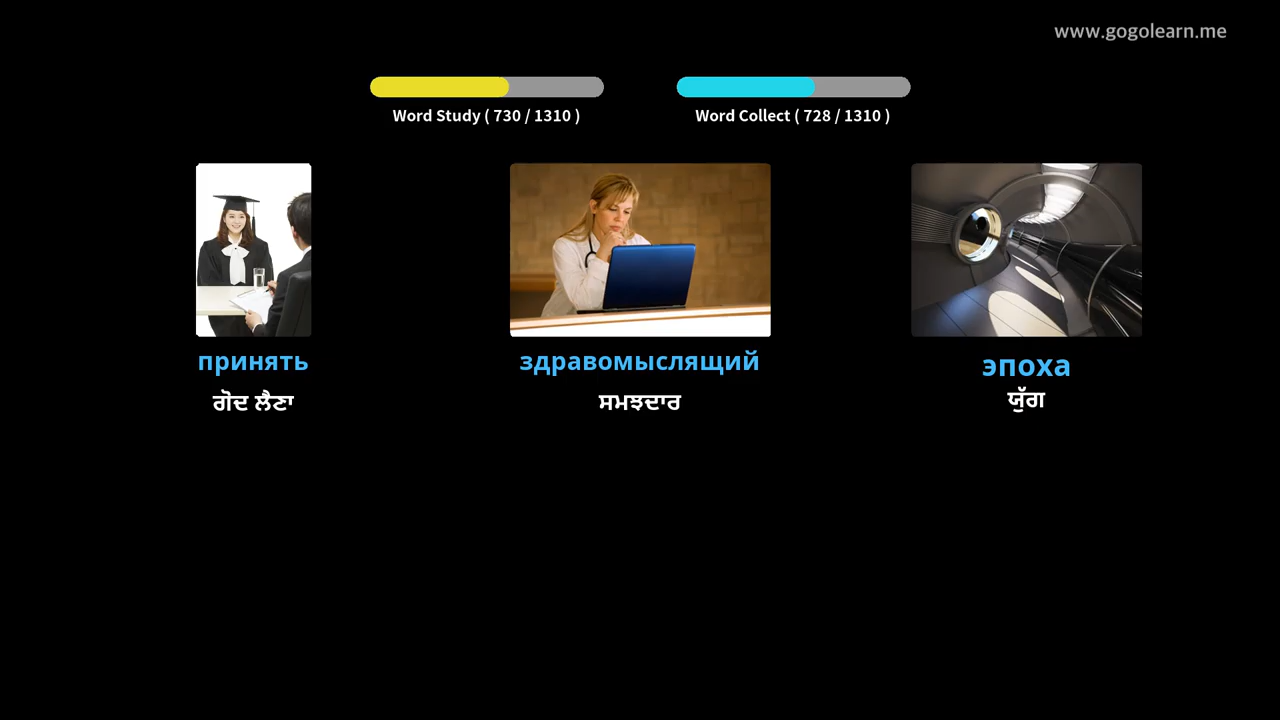 www.gogolearn.me
Word Study ( 730 / 1310 )
Word Collect ( 728 / 1310 )
принять
здравомыслящий
эпоха
ਗੋਦ ਲੈਣਾ
ਸਮਝਦਾਰ
ਯੁੱਗ